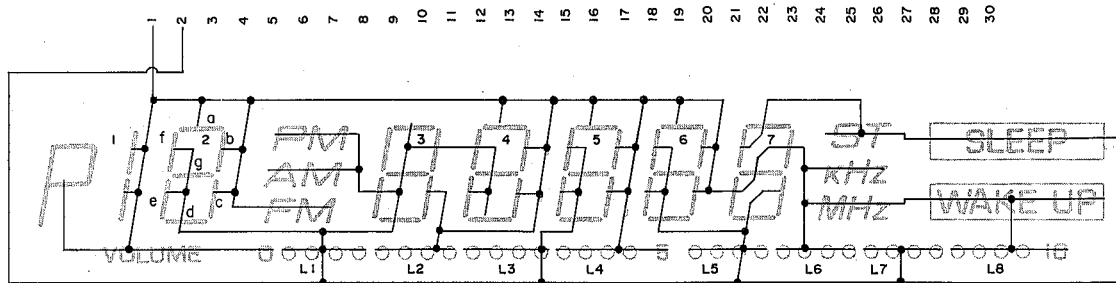 1 2 3 4 5 6 7 8 9 10 11 12 13 14 15 16 17 18 19 20 21 22 23 24 25 26 27 28 29 30
a
1 f 2 b PM 3 4 5 6 7 ST SLEEP
g
P AM kHz
e d c FM MHz WAKE UP
VOLUME 0 5 10
L1 L2 L3 L4 L5 L6 L7 L8